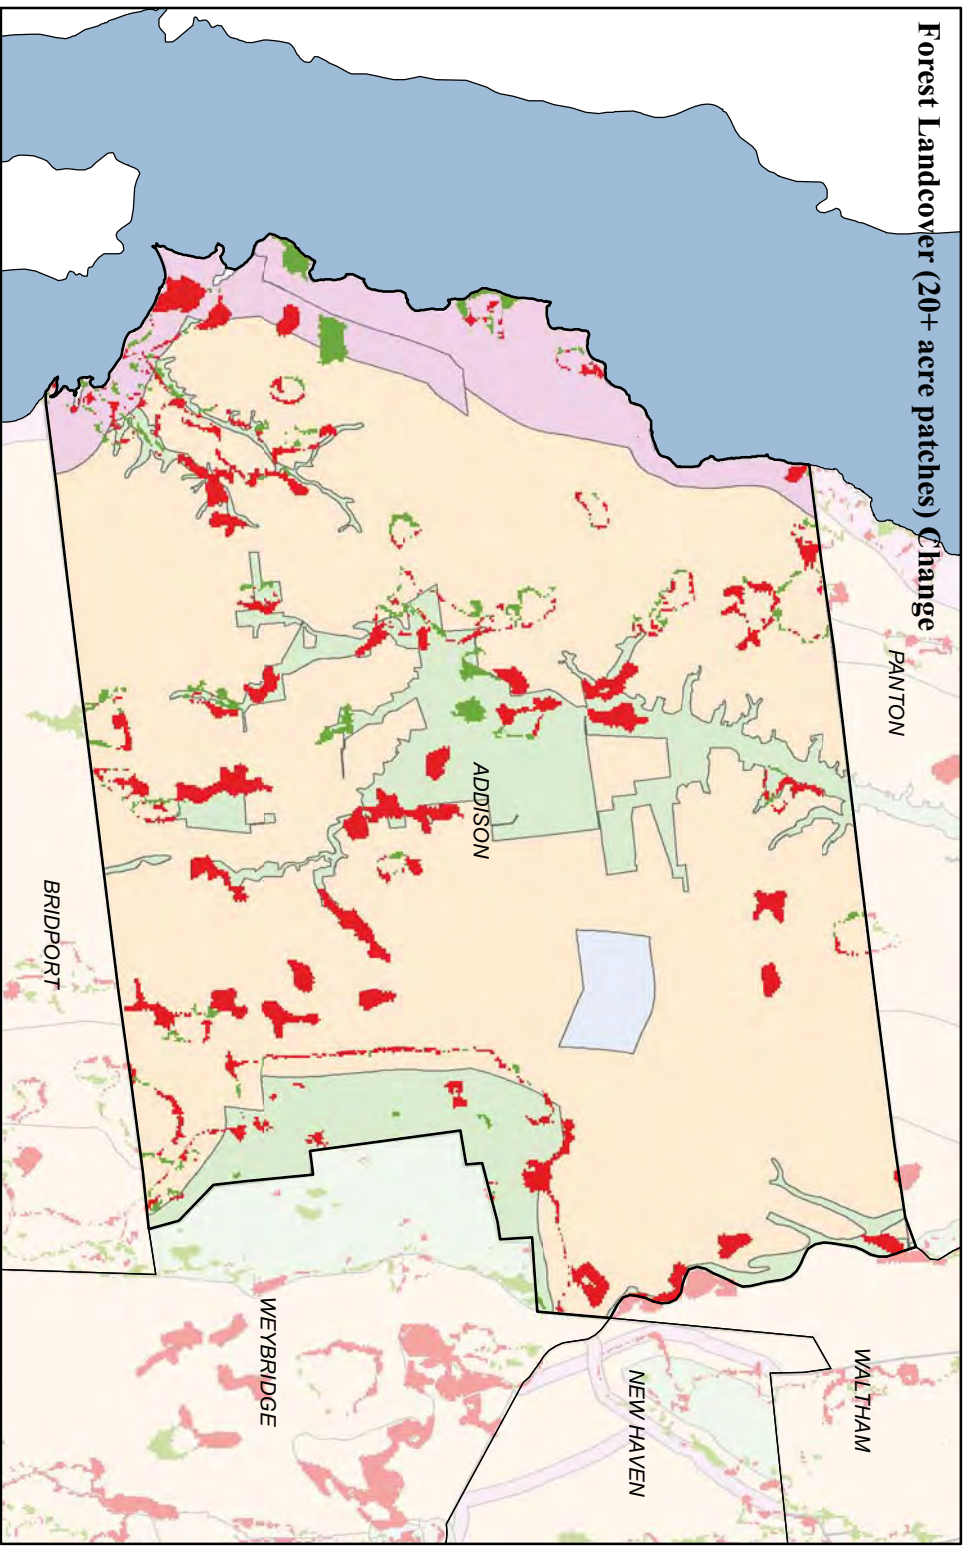 Forest Landcover (20+ acre patches) Change
PANTON
WALTHAM
NEW HAVEN
ADDISON
WEYBRIDGE
BRIDPORT